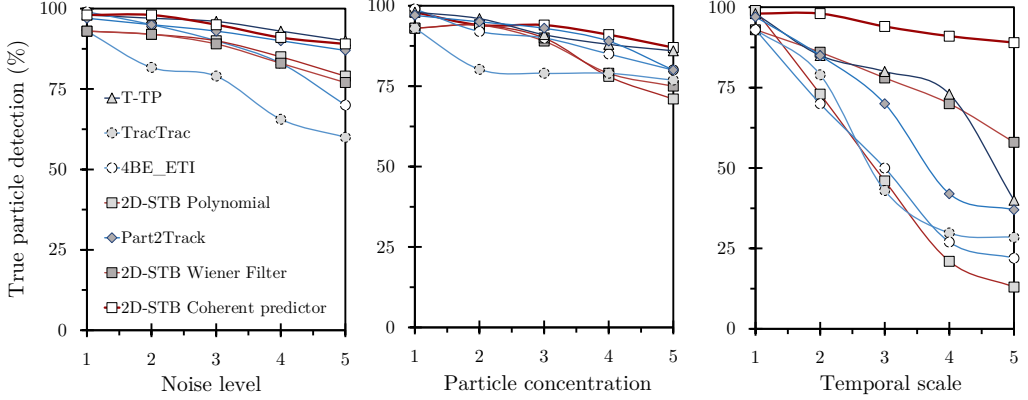 True particle detection (%)
100
75
50
25
0
T-TP
TracTrac
4BE_ETI
2D-STB Polynomial
Part2Track
2D-STB Wiener Filter
2D-STB Coherent predictor
1 2 3 4 5
Noise level
100
75
50
25
0
1 2 3 4 5
Particle concentration
100
75
50
25
0
1 2 3 4 5
Temporal scale